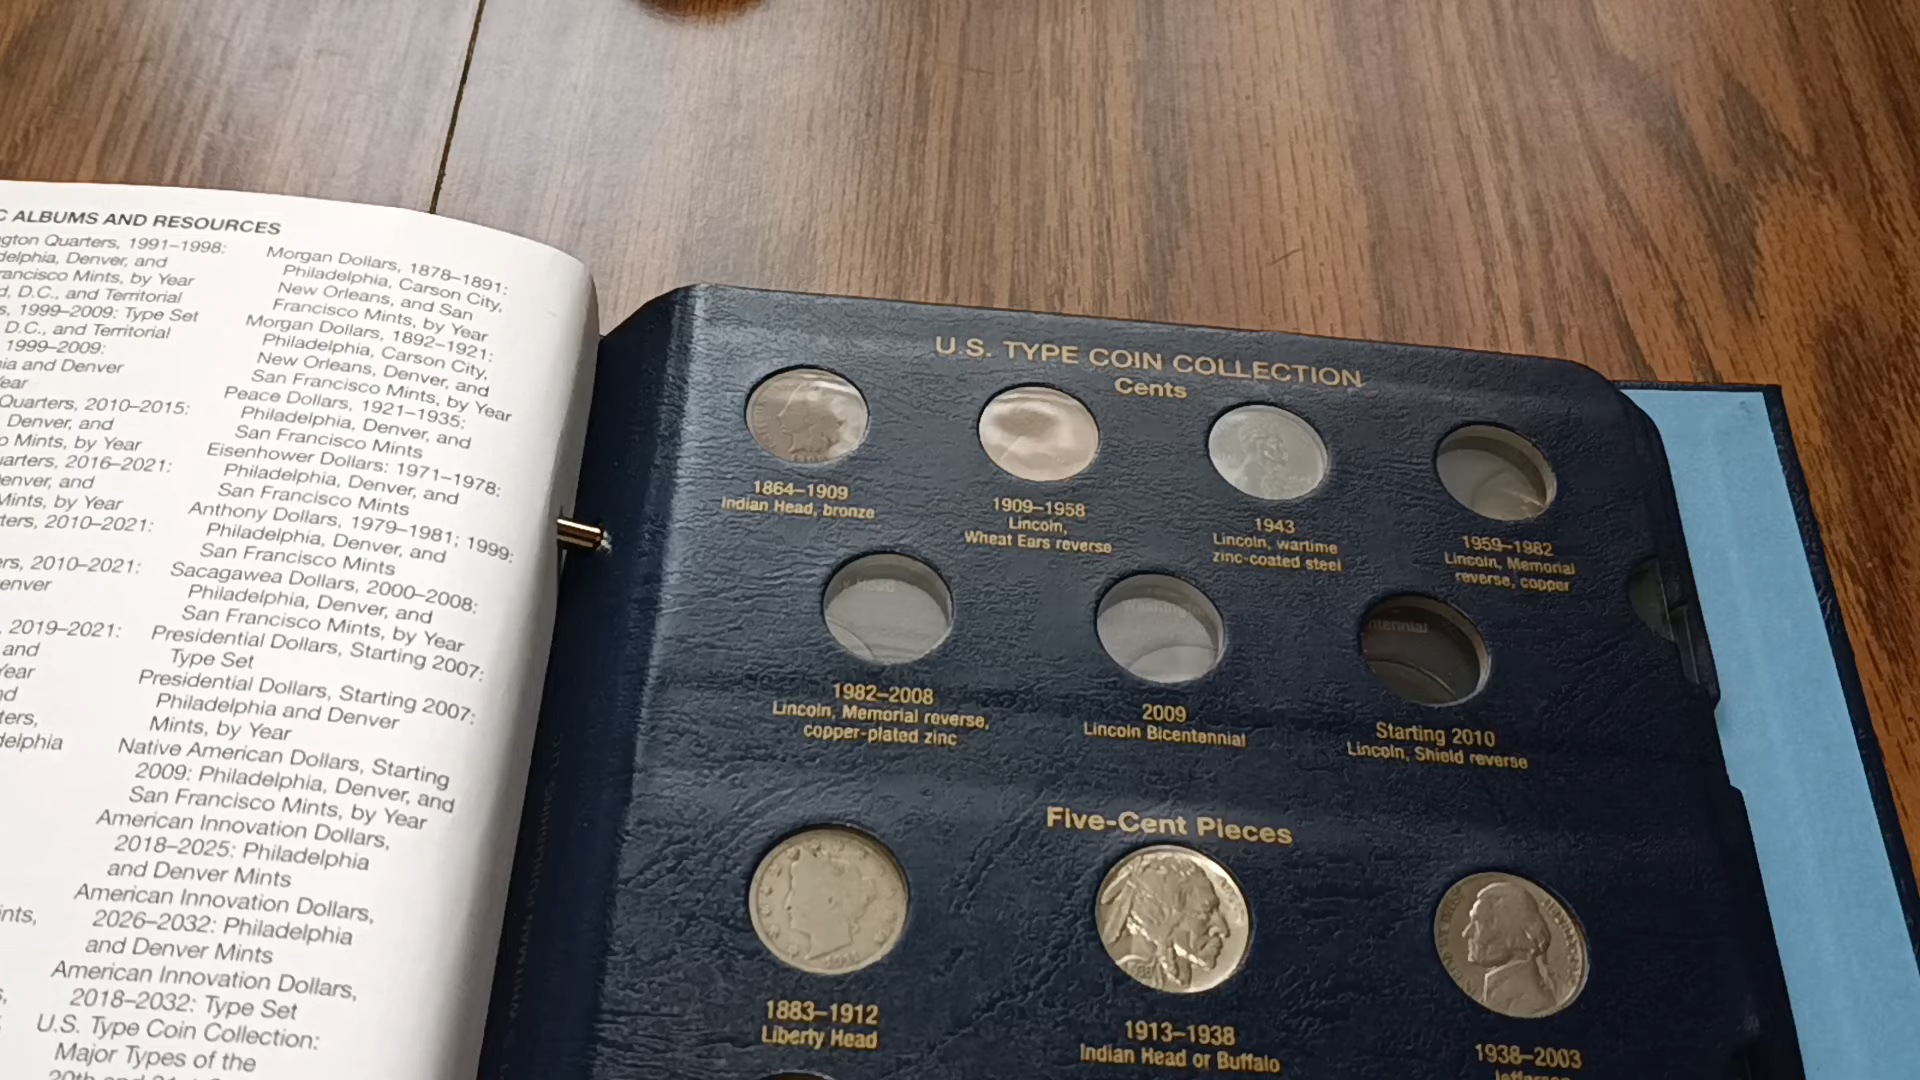 C ALBUMS AND RESOURCES
gton Quarters, 1991–1998:
delphia, Denver, and
rancisco Mints, by Year
d, D.C., and Territorial
s, 1999–2009: Type Set
D.C., and Territorial
1999–2009:
ia and Denver
ear
Quarters, 2010–2015:
Denver, and
o Mints, by Year
uarters, 2016–2021:
enver, and
Mints, by Year
ters, 2010–2021:
ers, 2010–2021:
enver
, 2019–2021:
and
Year
nd
ters,
delphia
ints,
Morgan Dollars, 1878–1891:
Philadelphia, Carson City,
New Orleans, and San
Francisco Mints, by Year
Morgan Dollars, 1892–1921:
Philadelphia, Carson City,
New Orleans, Denver, and
San Francisco Mints, by Year
Peace Dollars, 1921–1935:
Philadelphia, Denver, and
San Francisco Mints
Eisenhower Dollars: 1971–1978:
Philadelphia, Denver, and
San Francisco Mints
Anthony Dollars, 1979–1981; 1999:
Philadelphia, Denver, and
San Francisco Mints
Sacagawea Dollars, 2000–2008:
Philadelphia, Denver, and
San Francisco Mints, by Year
Presidential Dollars, Starting 2007:
Type Set
Presidential Dollars, Starting 2007:
Philadelphia and Denver
Mints, by Year
Native American Dollars, Starting
2009: Philadelphia, Denver, and
San Francisco Mints, by Year
American Innovation Dollars,
2018–2025: Philadelphia
and Denver Mints
American Innovation Dollars,
2026–2032: Philadelphia
and Denver Mints
American Innovation Dollars,
2018–2032: Type Set
U.S. Type Coin Collection:
Major Types of the
U.S. TYPE COIN COLLECTION
Cents
1864–1909
Indian Head, bronze
1909–1958
Lincoln,
Wheat Ears reverse
1943
Lincoln, wartime
zinc-coated steel
1959–1982
Lincoln, Memorial
reverse, copper
ntennial
1982–2008
Lincoln, Memorial reverse,
copper-plated zinc
2009
Lincoln Bicentennial
Starting 2010
Lincoln, Shield reverse
Five-Cent Pieces
1883–1912
Liberty Head
1913–1938
Indian Head or Buffalo
1938–2003
Jefferson